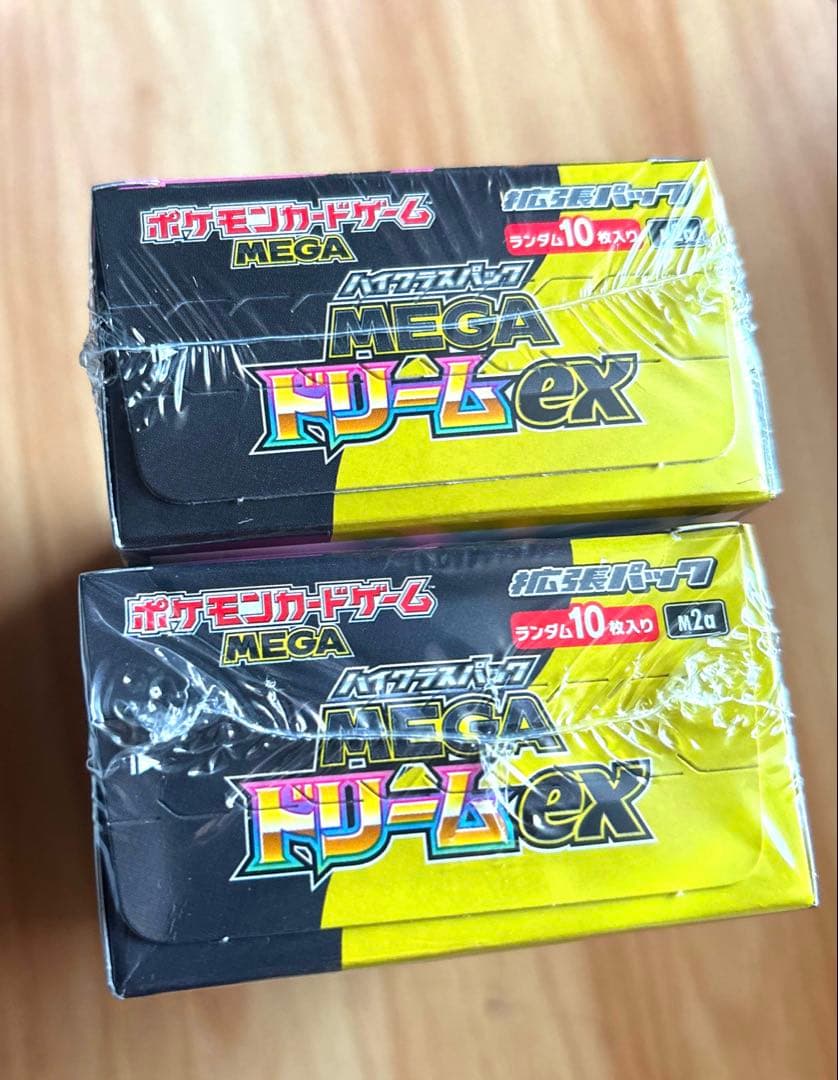 ポケモンカードゲーム
MEGA
拡張パック
ランダム10枚入り
ハイクラスパック
MEGA
ドリームex
ポケモンカードゲーム
MEGA
拡張パック
ランダム10枚入り M2a
ハイクラスパック
MEGA
ドリームex